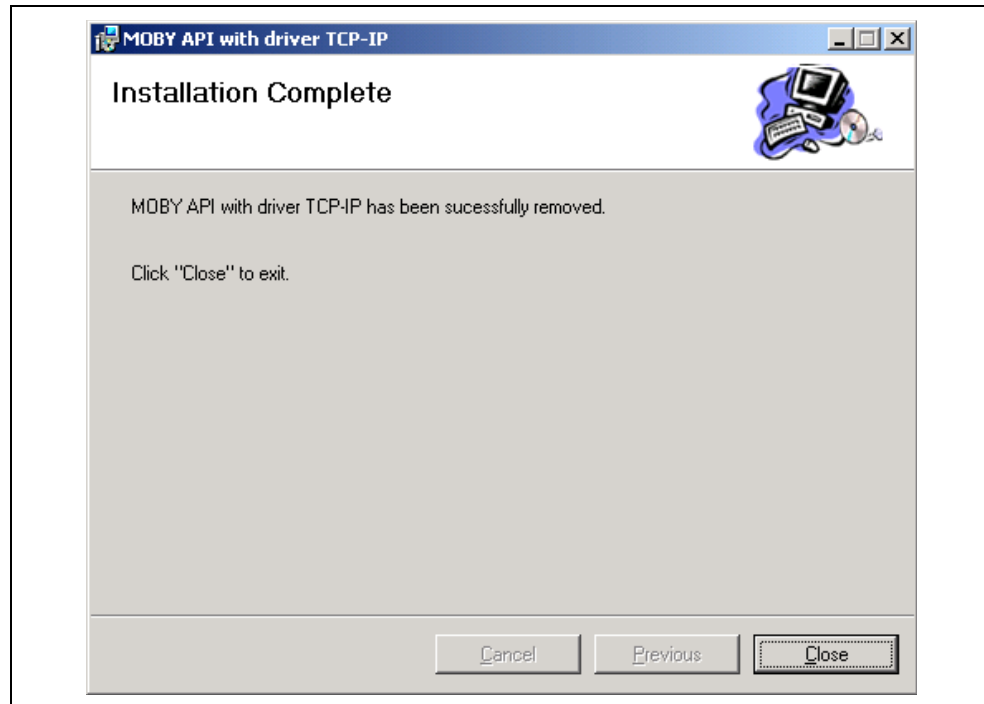 MOBY API with driver TCP-IP
Installation Complete
MOBY API with driver TCP-IP has been sucessfully removed.
Click "Close" to exit.
Cancel
Previous
Close